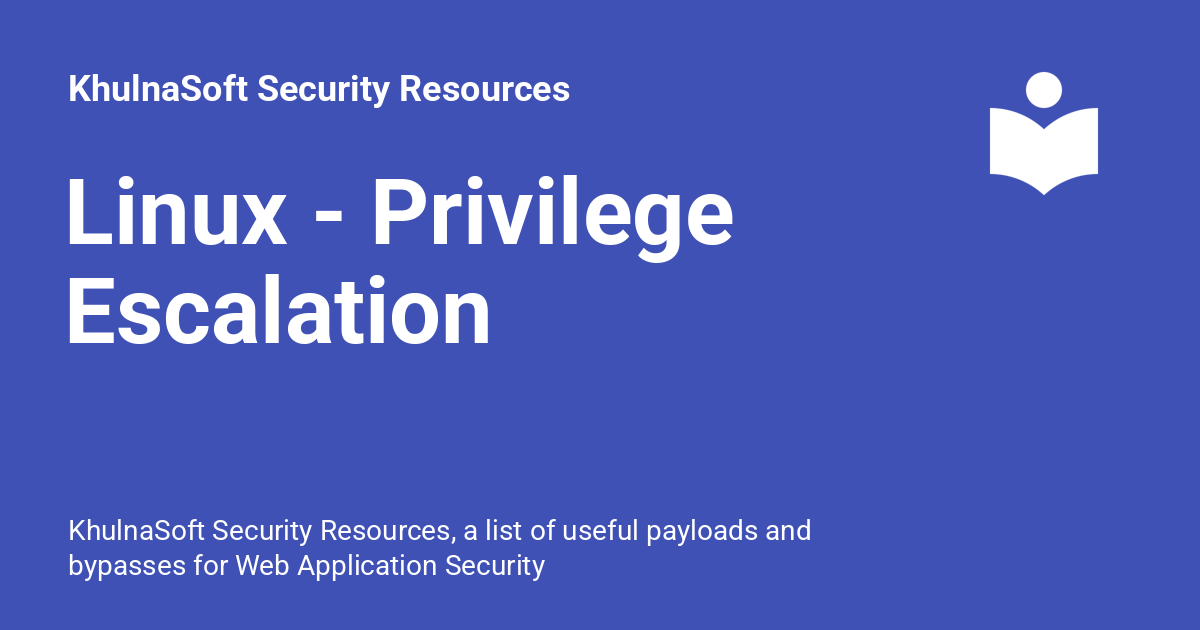 KhulnaSoft Security Resources
Linux - Privilege
Escalation
KhulnaSoft Security Resources, a list of useful payloads and
bypasses for Web Application Security